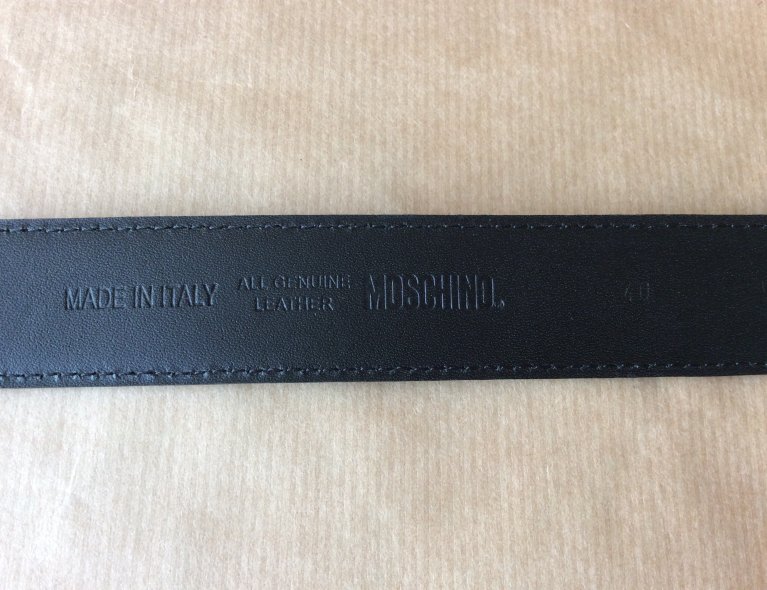 MADE IN ITALY
ALL GENUINE
LEATHER
MOSCHINO.
40